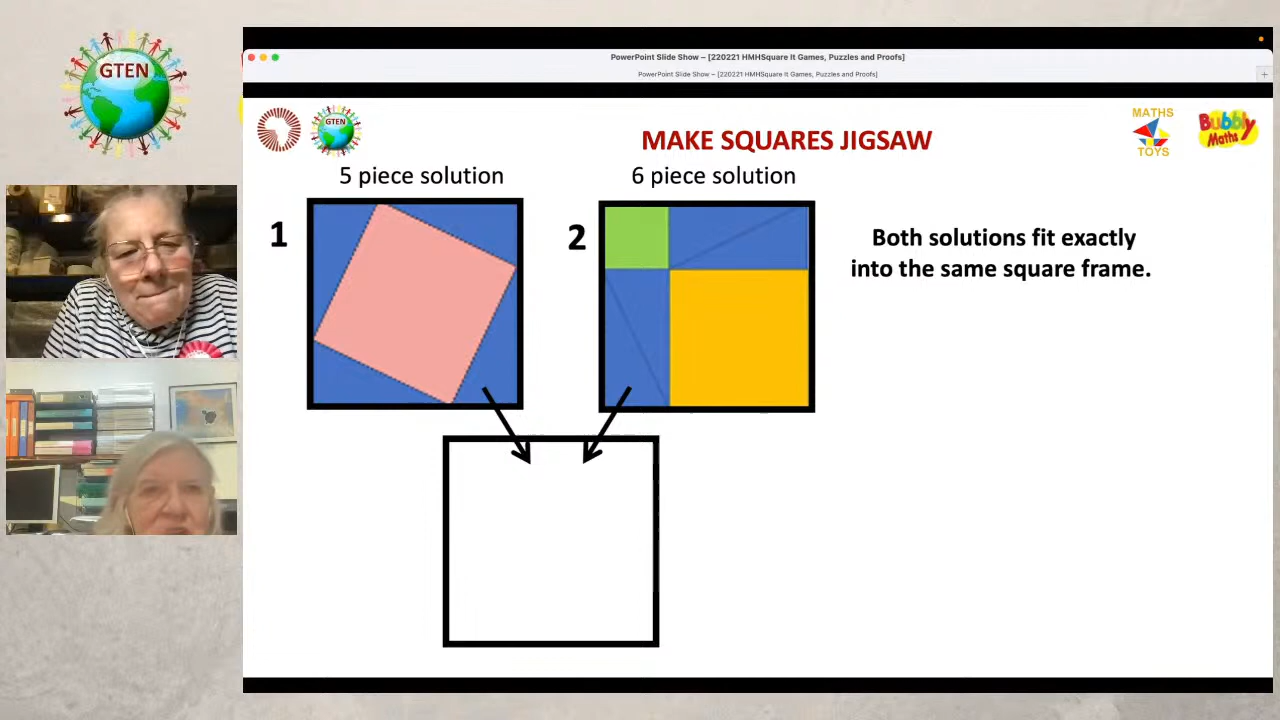 GTEN
PowerPoint Slide Show – [220221 HMHSquare It Games, Puzzles and Proofs]
PowerPoint Slide Show – [220221 HMHSquare It Games, Puzzles and Proofs]
GTEN
MAKE SQUARES JIGSAW
MATHS
TOYS
Bubbly
Maths
5 piece solution
6 piece solution
1
2
Both solutions fit exactly
into the same square frame.